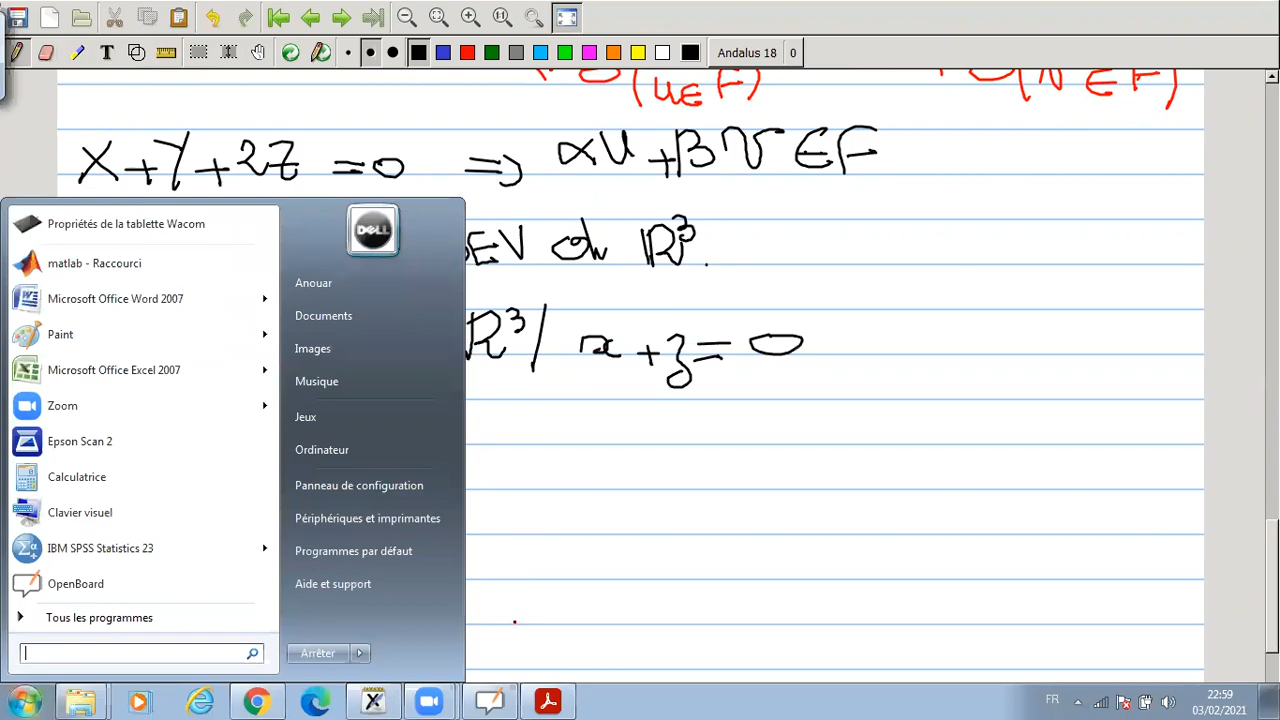 Andalus 18 0
(u∈F) (v∈F)
X+Y+2Z =0 ⇒ αu+βv ∈F
SEV de R³.
R³/ x+z=0
Propriétés de la tablette Wacom
matlab - Raccourci
Microsoft Office Word 2007
Paint
Microsoft Office Excel 2007
Zoom
Epson Scan 2
Calculatrice
Clavier visuel
IBM SPSS Statistics 23
OpenBoard
Tous les programmes
DELL
Anouar
Documents
Images
Musique
Jeux
Ordinateur
Panneau de configuration
Périphériques et imprimantes
Programmes par défaut
Aide et support
Arrêter
FR
22:59
03/02/2021